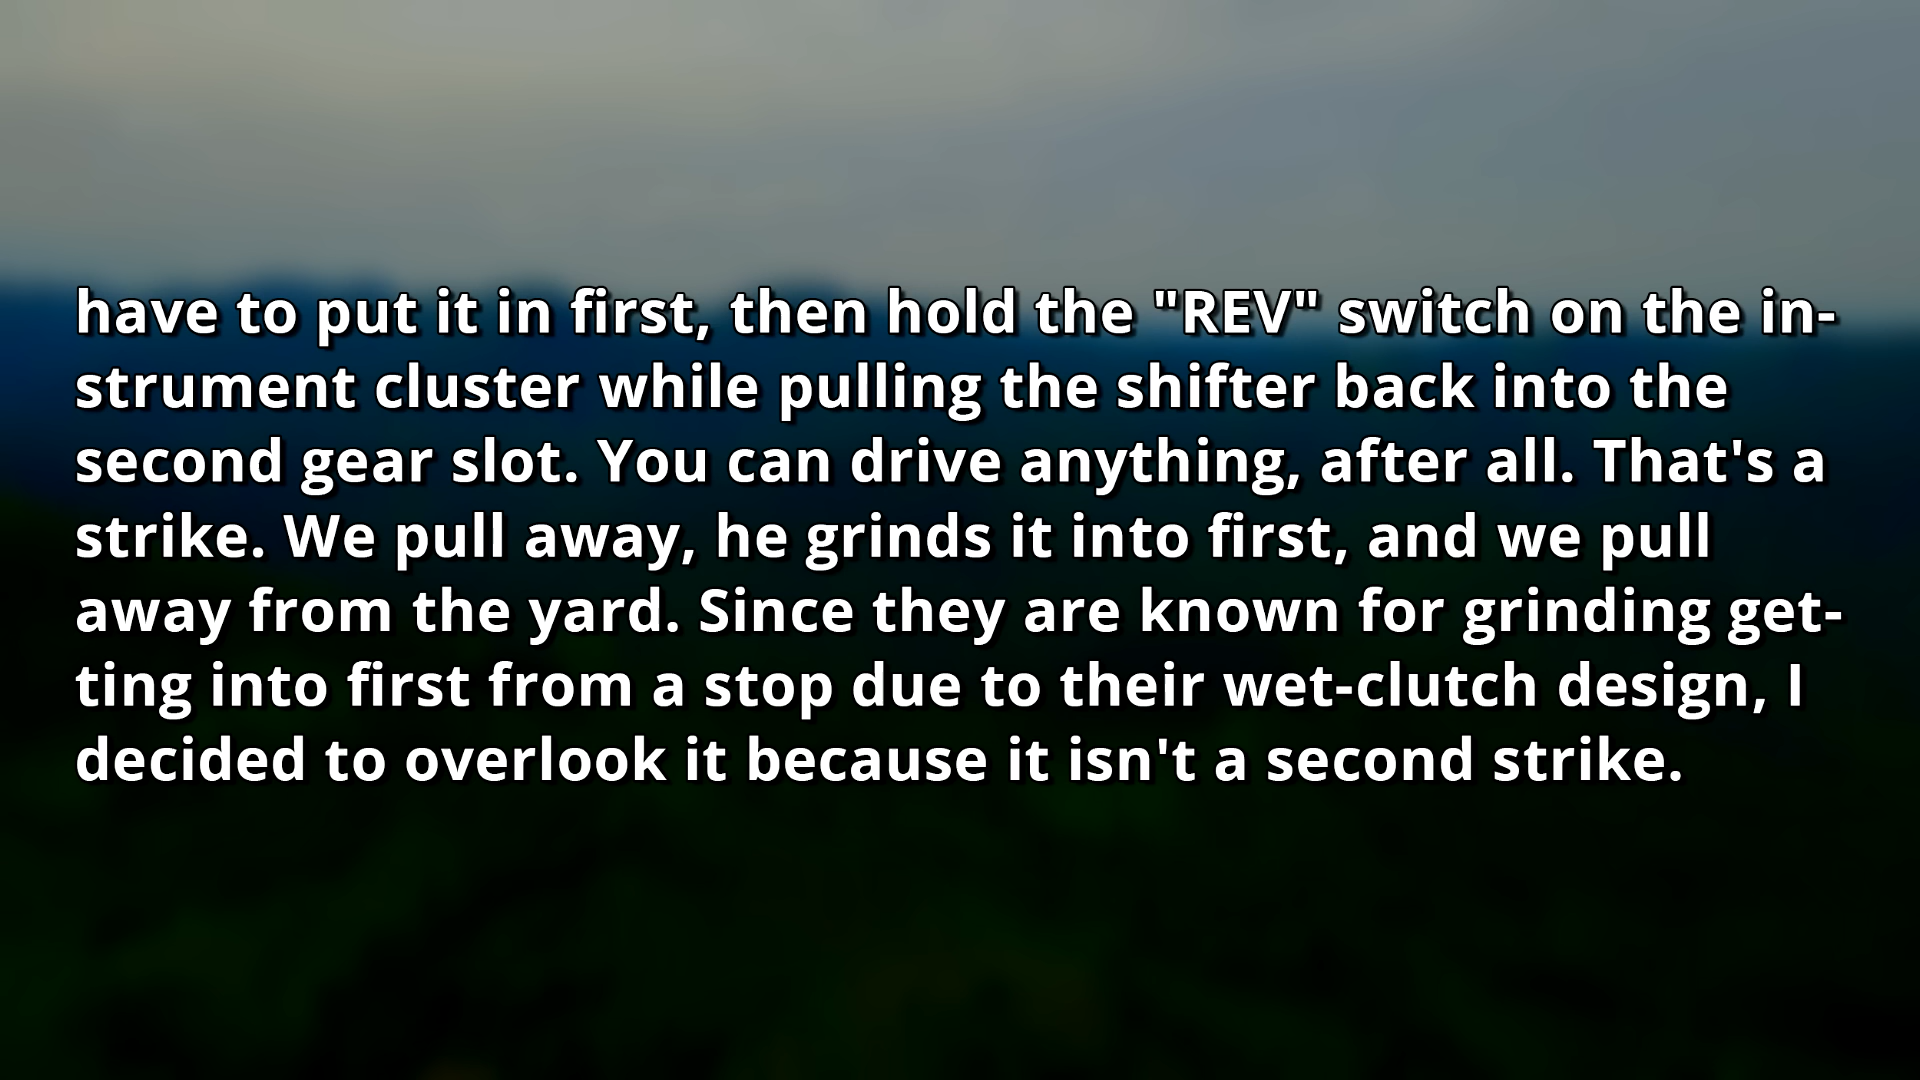 have to put it in first, then hold the "REV" switch on the in-
strument cluster while pulling the shifter back into the
second gear slot. You can drive anything, after all. That's a
strike. We pull away, he grinds it into first, and we pull
away from the yard. Since they are known for grinding get-
ting into first from a stop due to their wet-clutch design, I
decided to overlook it because it isn't a second strike.